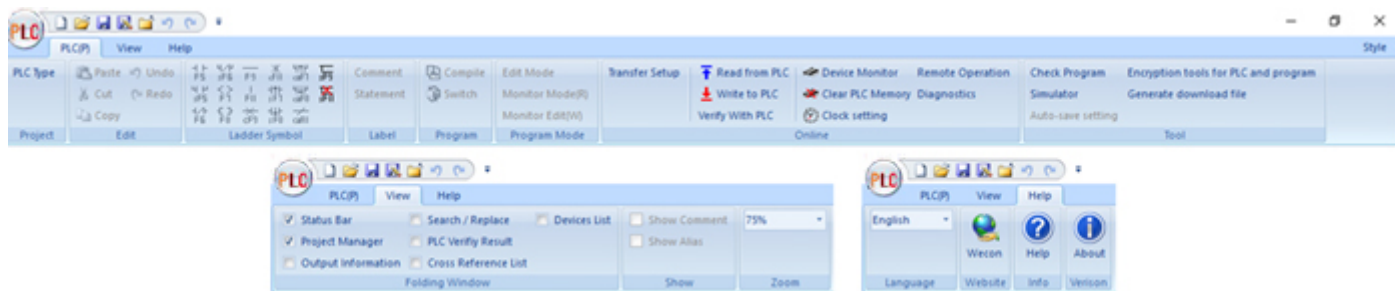 PLC
PLC(P) View Help Style
PLC Type Paste Undo Comment Compile Edit Mode Transfer Setup Read from PLC Device Monitor Remote Operation Check Program Encryption tools for PLC and program
Cut Redo Statement Switch Monitor Mode(R) Write to PLC Clear PLC Memory Diagnostics Simulator Generate download file
Copy Monitor Edit(W) Verify With PLC Clock setting Auto-save setting
Project Edit Ladder Symbol Label Program Program Mode Online Tool
PLC
PLC(P) View Help
Status Bar Search / Replace Devices List Show Comment 75%
Project Manager PLC Verifiy Result Show Alias
Output Information Cross Reference List
Folding Window Show Zoom
PLC
PLC(P) View Help
English
Wecon Help About
Language Website Info Verison